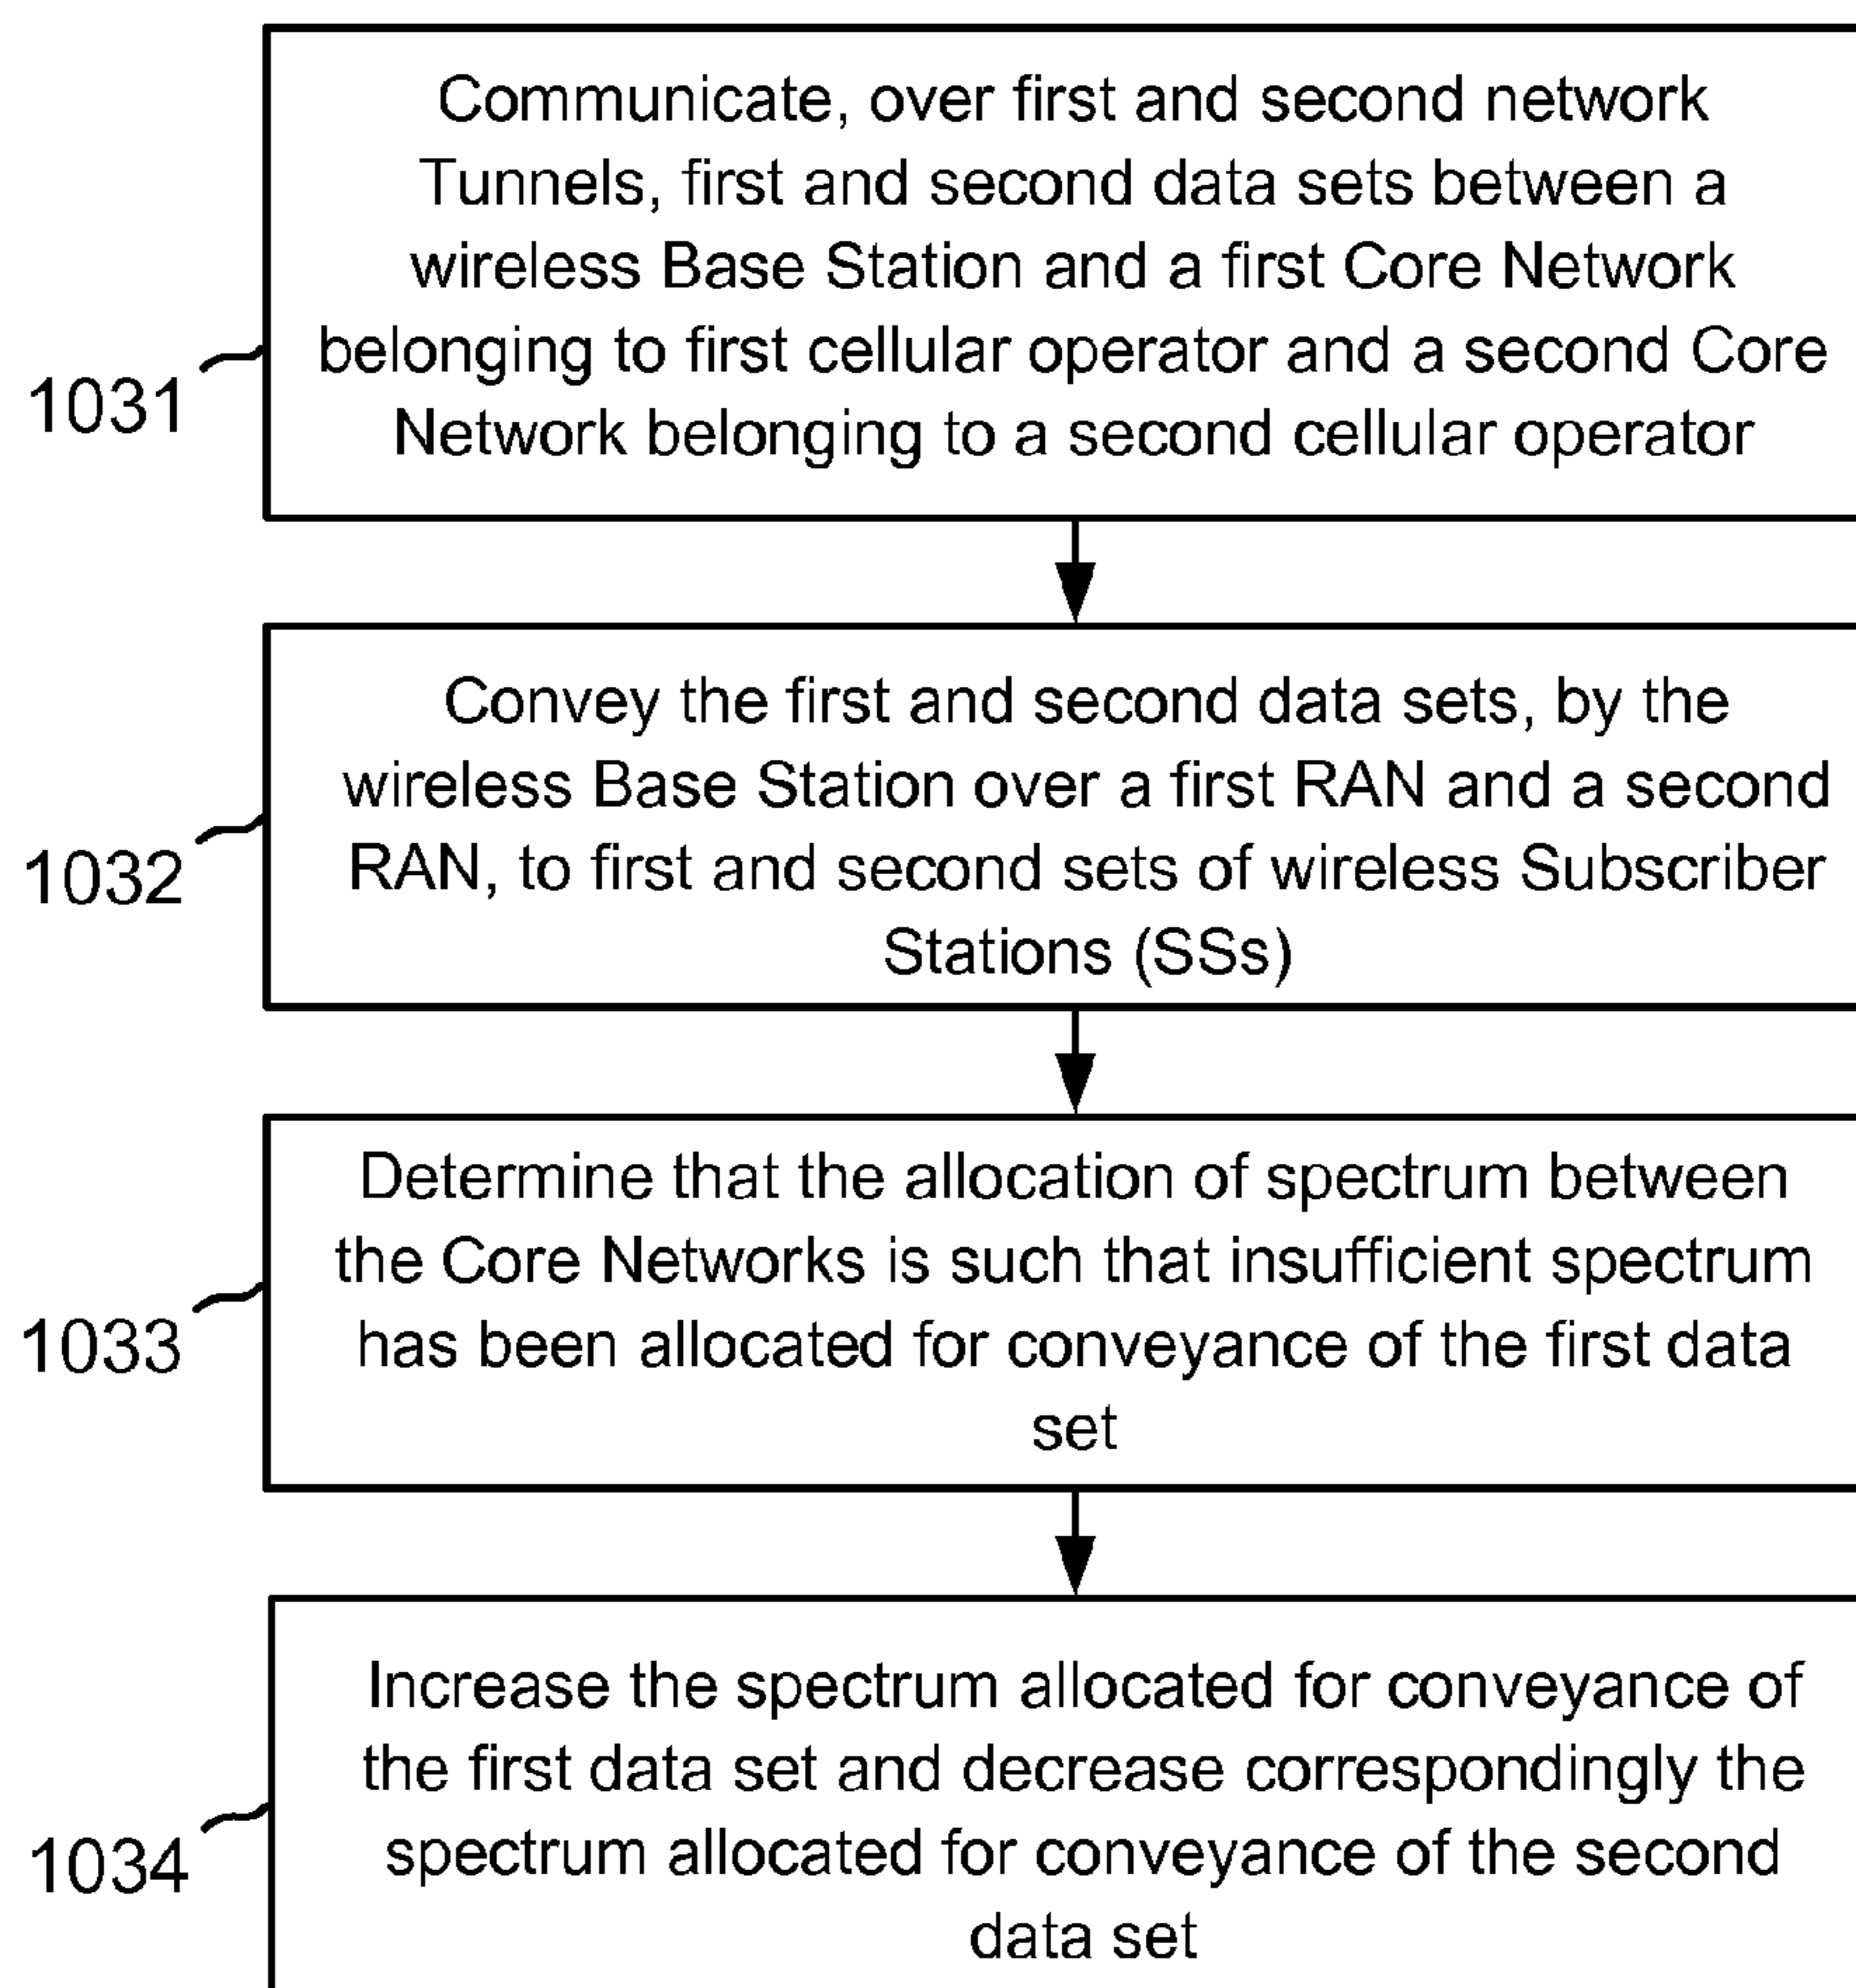 Communicate, over first and second network
Tunnels, first and second data sets between a
wireless Base Station and a first Core Network
belonging to first cellular operator and a second Core
Network belonging to a second cellular operator
1031
Convey the first and second data sets, by the
wireless Base Station over a first RAN and a second
RAN, to first and second sets of wireless Subscriber
Stations (SSs)
1032
Determine that the allocation of spectrum between
the Core Networks is such that insufficient spectrum
has been allocated for conveyance of the first data
set
1033
Increase the spectrum allocated for conveyance of
the first data set and decrease correspondingly the
spectrum allocated for conveyance of the second
data set
1034